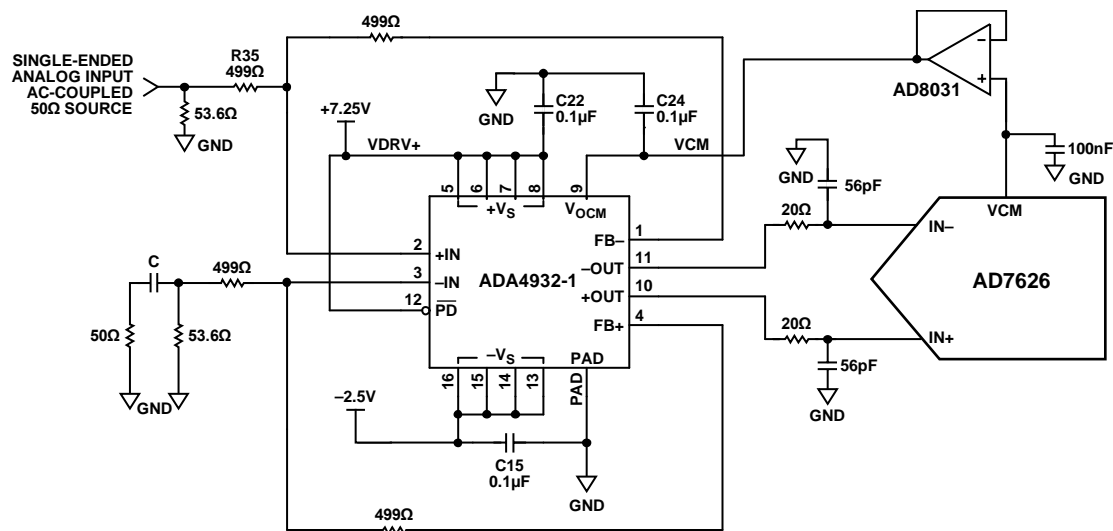 499Ω
SINGLE-ENDED
ANALOG INPUT
AC-COUPLED
50Ω SOURCE
R35
499Ω
53.6Ω
GND
+7.25V
VDRV+
GND
C22
0.1µF
C24
0.1µF
VCM
AD8031
–
+
100nF
GND
GND
56pF
VCM
5
6
7
8
9
+VS
VOCM
20Ω
IN–
FB–
1
2
+IN
–OUT
11
3
–IN
ADA4932-1
+OUT
10
12
PD
FB+
4
AD7626
C
499Ω
50Ω
53.6Ω
GND
20Ω
IN+
56pF
GND
–VS
PAD
16
15
14
13
PAD
–2.5V
C15
0.1µF
GND
499Ω